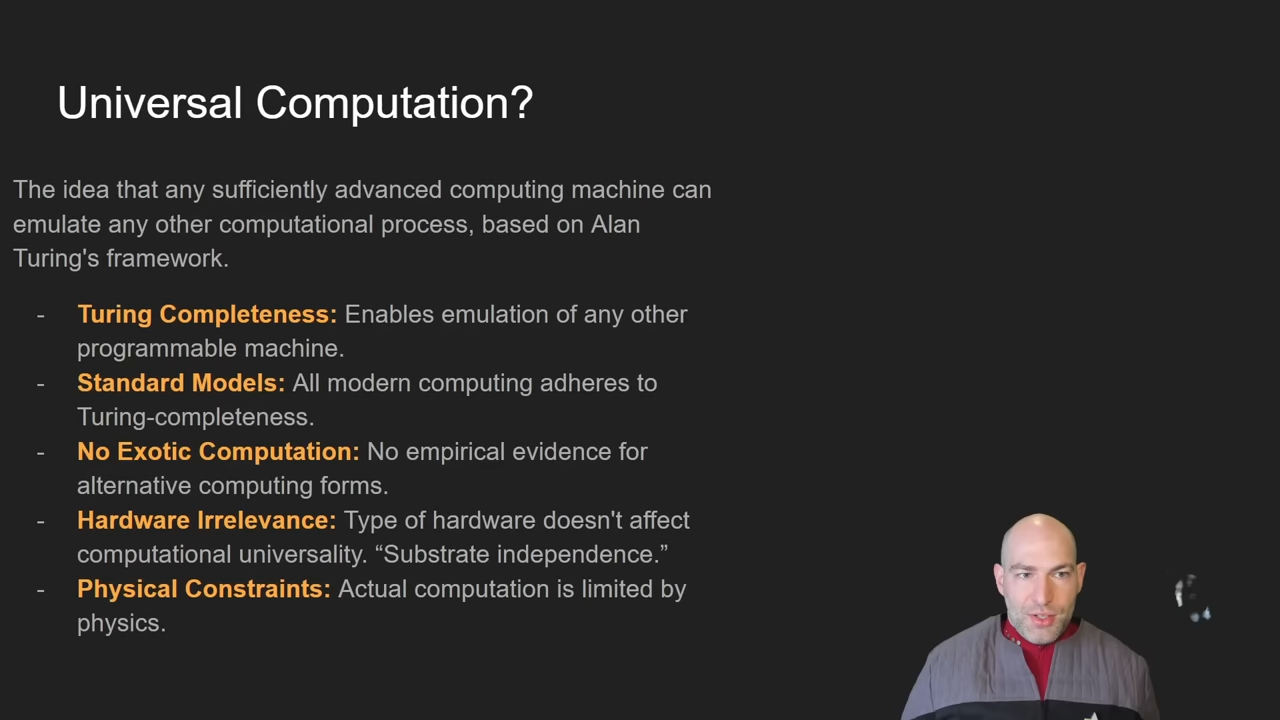 Universal Computation?
The idea that any sufficiently advanced computing machine can
emulate any other computational process, based on Alan
Turing's framework.
- Turing Completeness: Enables emulation of any other
programmable machine.
- Standard Models: All modern computing adheres to
Turing-completeness.
- No Exotic Computation: No empirical evidence for
alternative computing forms.
- Hardware Irrelevance: Type of hardware doesn't affect
computational universality. “Substrate independence.”
- Physical Constraints: Actual computation is limited by
physics.